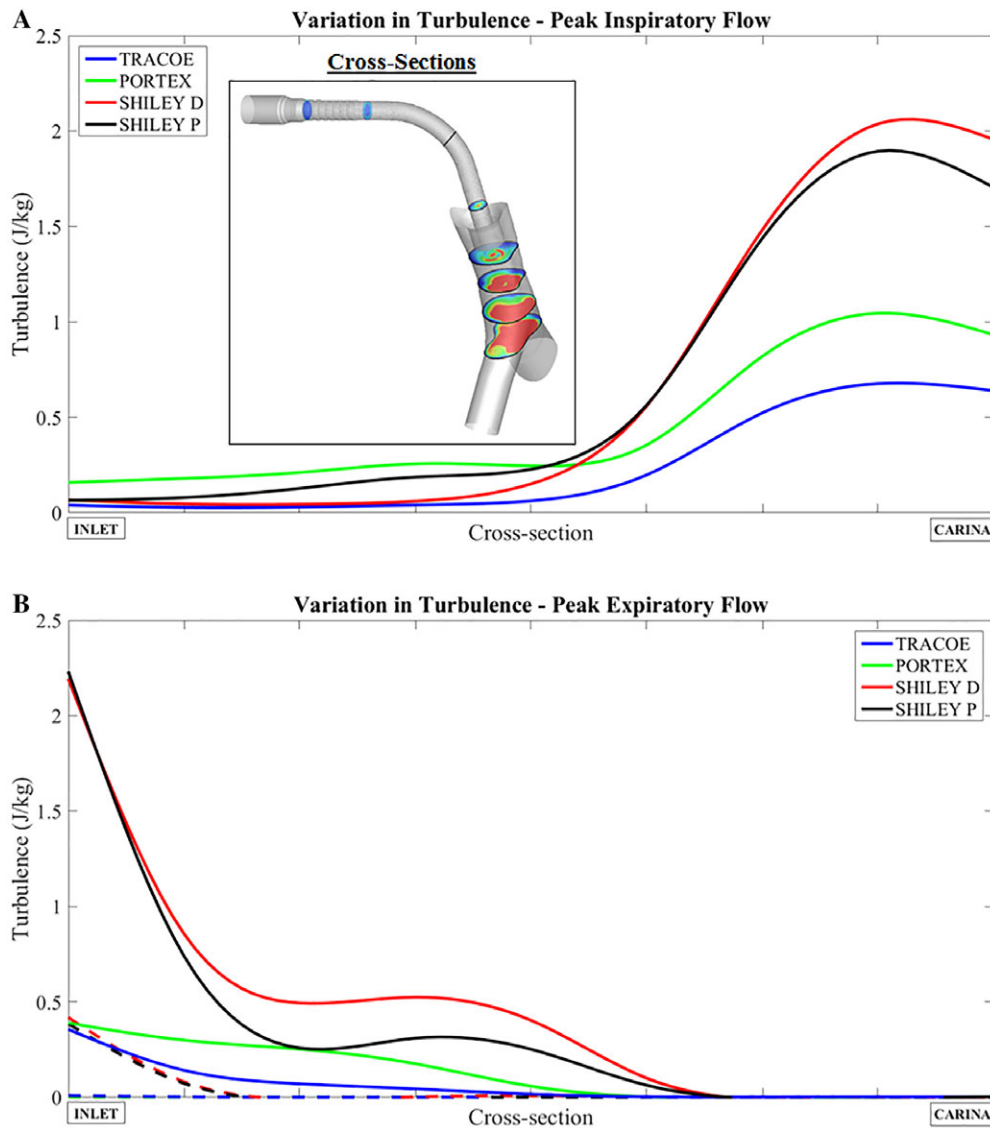 A
Variation in Turbulence - Peak Inspiratory Flow
2.5
2
1.5
1
0.5
0
Turbulence (J/kg)
TRACOE
PORTEX
SHILEY D
SHILEY P
Cross-Sections
INLET
Cross-section
CARINA
B
Variation in Turbulence - Peak Expiratory Flow
2.5
2
1.5
1
0.5
0
Turbulence (J/kg)
TRACOE
PORTEX
SHILEY D
SHILEY P
INLET
Cross-section
CARINA